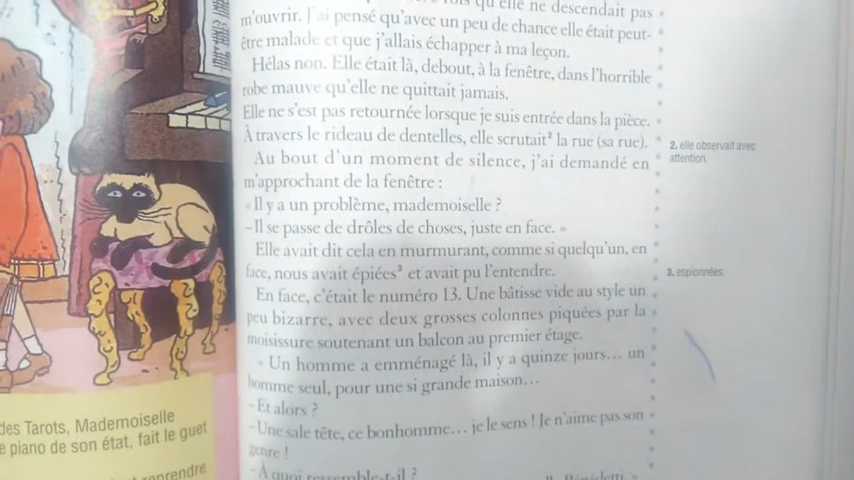 qu'elle ne descendait pas
m'ouvrir. J'ai pensé qu'avec un peu de chance elle était peut-
être malade et que j'allais échapper à ma leçon.
Hélas non. Elle était là, debout, à la fenêtre, dans l'horrible
robe mauve qu'elle ne quittait jamais.
Elle ne s'est pas retournée lorsque je suis entrée dans la pièce.
À travers le rideau de dentelles, elle scrutait² la rue (sa rue).
Au bout d'un moment de silence, j'ai demandé en
m'approchant de la fenêtre :
« Il y a un problème, mademoiselle ?
– Il se passe de drôles de choses, juste en face. »
Elle avait dit cela en murmurant, comme si quelqu'un, en
face, nous avait épiées³ et avait pu l'entendre.
En face, c'était le numéro 13. Une bâtisse vide au style un
peu bizarre, avec deux grosses colonnes piquées par la
moisissure soutenant un balcon au premier étage.
« Un homme a emménagé là, il y a quinze jours... un
homme seul, pour une si grande maison...
– Et alors ?
– Une sale tête, ce bonhomme... je le sens ! Je n'aime pas son
genre !
– À quoi ressemble-t-il ?
2. elle observait avec
attention.
3. espionnées.
des Tarots, Mademoiselle
e piano de son état, fait le guet